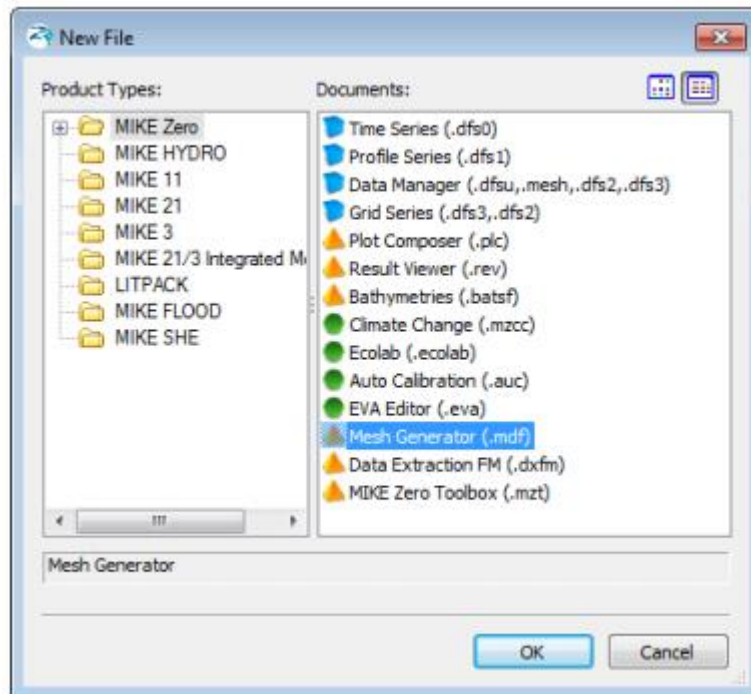 New File
Product Types:
MIKE Zero
MIKE HYDRO
MIKE 11
MIKE 21
MIKE 3
MIKE 21/3 Integrated M
LITPACK
MIKE FLOOD
MIKE SHE
Documents:
Time Series (.dfs0)
Profile Series (.dfs1)
Data Manager (.dfsu,.mesh,.dfs2,.dfs3)
Grid Series (.dfs3,.dfs2)
Plot Composer (.plc)
Result Viewer (.rev)
Bathymetries (.batsf)
Climate Change (.mzcc)
Ecolab (.ecolab)
Auto Calibration (.auc)
EVA Editor (.eva)
Mesh Generator (.mdf)
Data Extraction FM (.dxfm)
MIKE Zero Toolbox (.mzt)
Mesh Generator
OK
Cancel